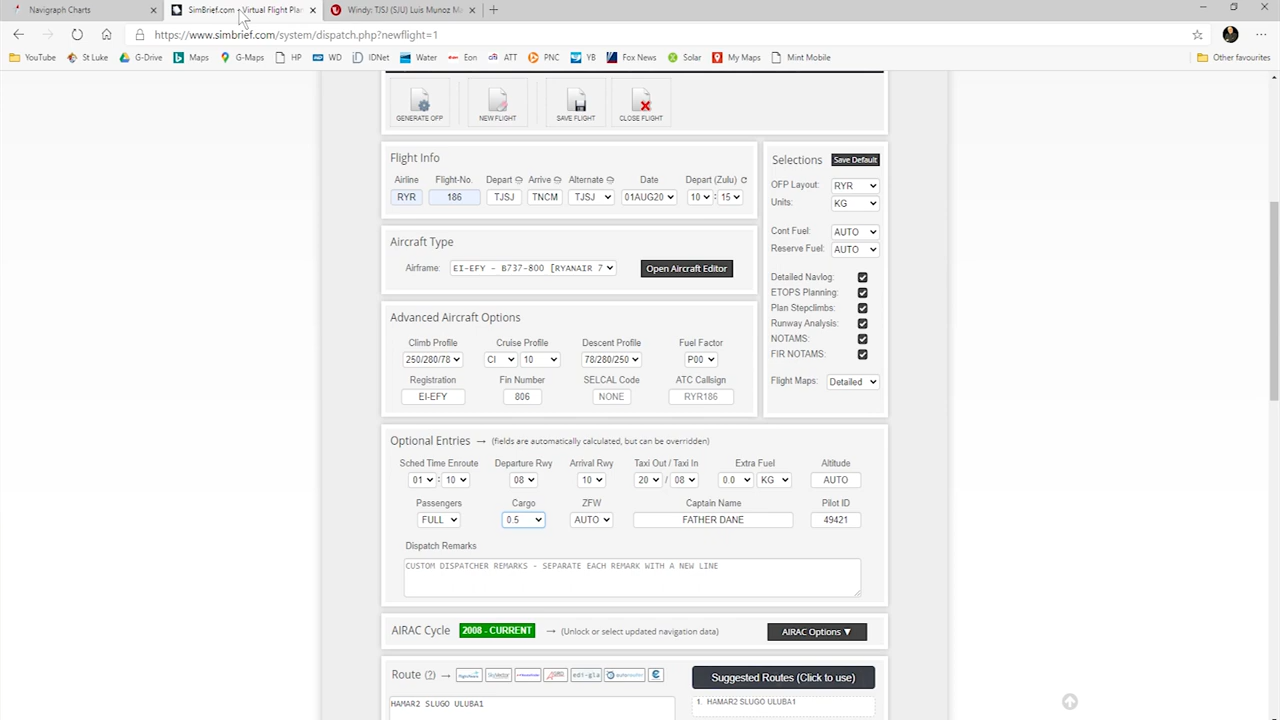 Navigraph Charts
SimBrief.com - Virtual Flight Pla
Windy: TJSJ (SJU) Luis Munoz M
https://www.simbrief.com/system/dispatch.php?newflight=1
YouTube St Luke G-Drive Maps G-Maps HP WD IDNet Water Eon ATT PNC YB Fox News Solar My Maps Mint Mobile Other favourites
GENERATE OFP NEW FLIGHT SAVE FLIGHT CLOSE FLIGHT
Flight Info
Airline Flight-No. Depart Arrive Alternate Date Depart (Zulu)
RYR 186 TJSJ TNCM TJSJ 01AUG20 10 : 15
Aircraft Type
Airframe: EI-EFY - B737-800 [RYANAIR 7 Open Aircraft Editor
Advanced Aircraft Options
Climb Profile Cruise Profile Descent Profile Fuel Factor
250/280/78 CI 10 78/280/250 P00
Registration Fin Number SELCAL Code ATC Callsign
EI-EFY 806 NONE RYR186
Selections Save Default
OFP Layout: RYR
Units: KG
Cont Fuel: AUTO
Reserve Fuel: AUTO
Detailed Navlog:
ETOPS Planning:
Plan Stepclimbs:
Runway Analysis:
NOTAMS:
FIR NOTAMS:
Flight Maps: Detailed
Optional Entries → (fields are automatically calculated, but can be overridden)
Sched Time Enroute Departure Rwy Arrival Rwy Taxi Out / Taxi In Extra Fuel Altitude
01 : 10 08 10 20 / 08 0.0 KG AUTO
Passengers Cargo ZFW Captain Name Pilot ID
FULL 0.5 AUTO FATHER DANE 49421
Dispatch Remarks
CUSTOM DISPATCHER REMARKS - SEPARATE EACH REMARK WITH A NEW LINE
AIRAC Cycle 2008 - CURRENT → (Unlock or select updated navigation data) AIRAC Options ▼
Route (?) → Suggested Routes (Click to use)
HAMAR2 SLUGO ULUBA1
1. HAMAR2 SLUGO ULUBA1